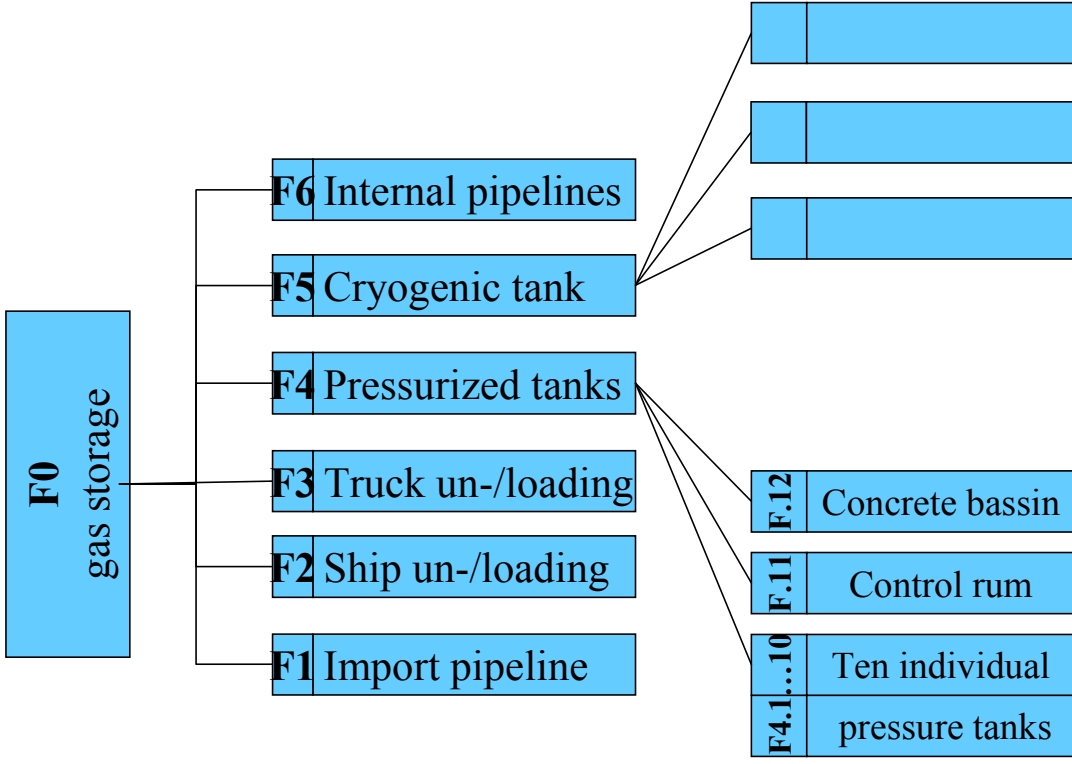 F0
gas storage
F6 Internal pipelines
F5 Cryogenic tank
F4 Pressurized tanks
F3 Truck un-/loading
F2 Ship un-/loading
F1 Import pipeline
F.12 Concrete bassin
F.11 Control rum
F4.1...10 Ten individual
pressure tanks